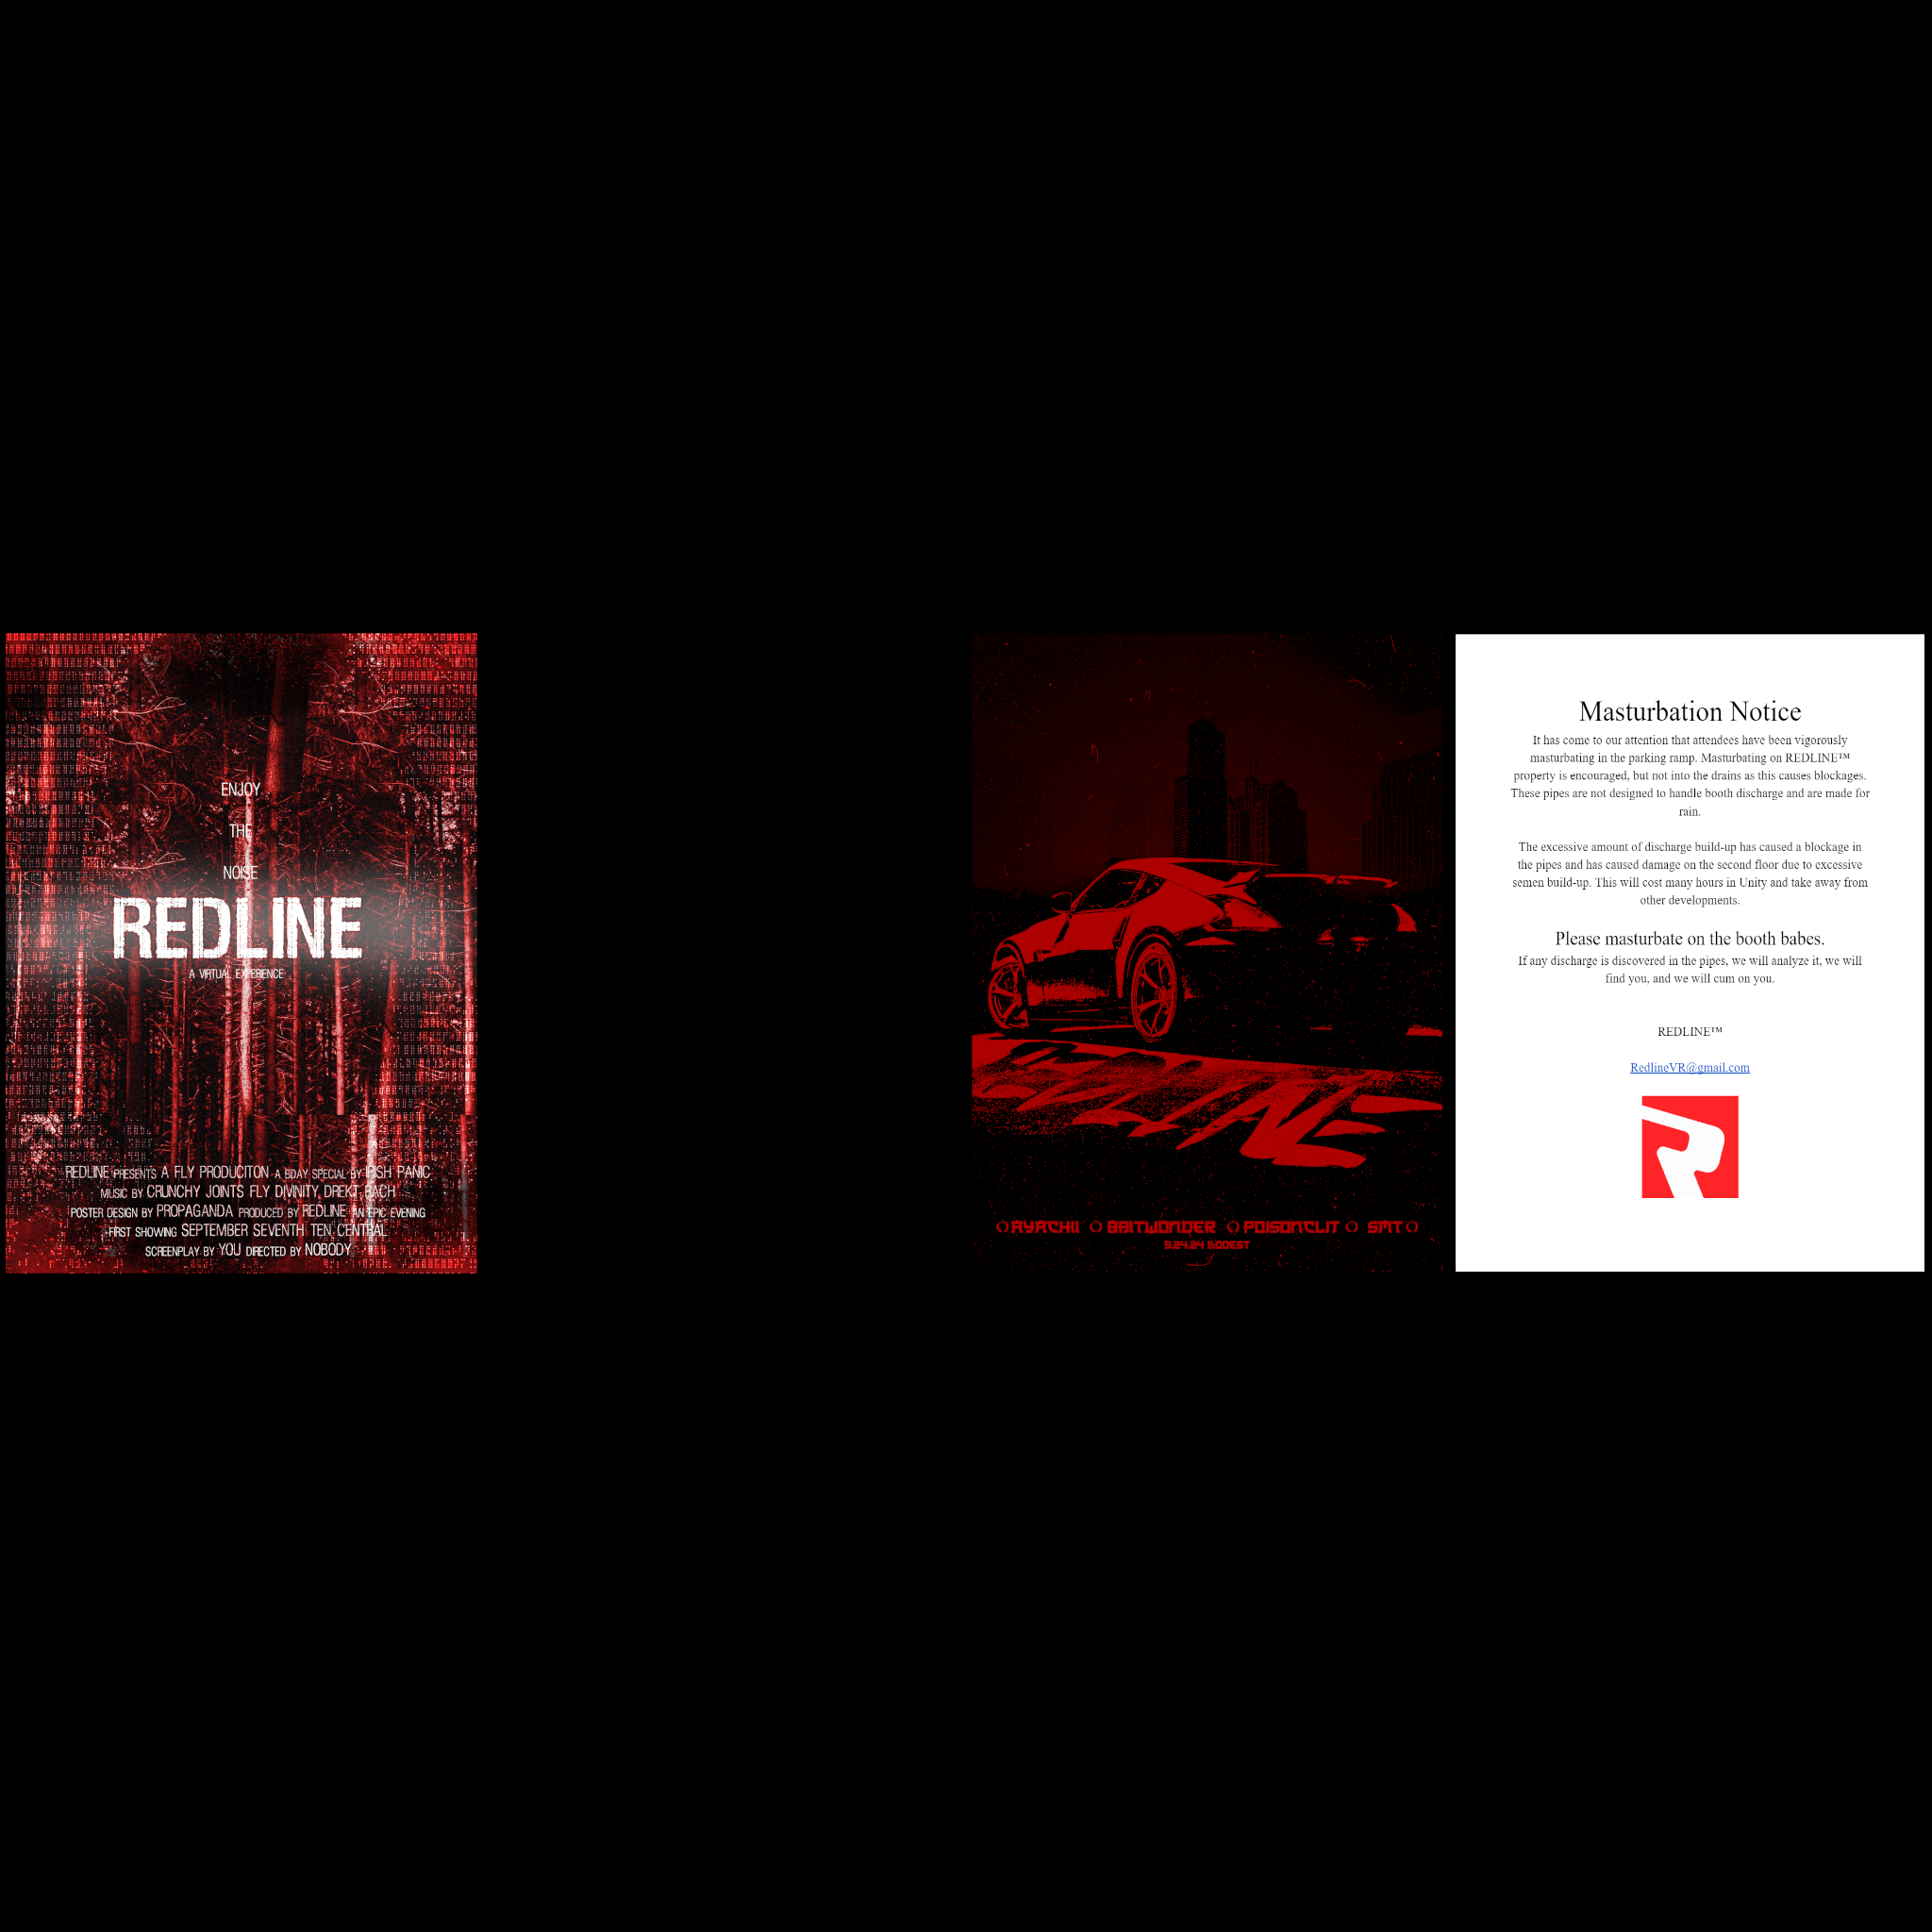 ENJOY
THE
NOISE
REDLINE
A VIRTUAL EXPERIENCE
REDLINE PRESENTS A FLY PRODUCITON A BDAY SPECIAL BY IRISH PANIC
MUSIC BY CRUNCHY JOINTS FLY DIVINITY DREKT BACH
POSTER DESIGN BY PROPAGANDA PRODUCED BY REDLINE AN EPIC EVENING
FIRST SHOWING SEPTEMBER SEVENTH TEN CENTRAL
SCREENPLAY BY YOU DIRECTED BY NOBODY
REDLINE
AYACHII BAITWONDER POISONCLIT SMT
Masturbation Notice
It has come to our attention that attendees have been vigorously
masturbating in the parking ramp. Masturbating on REDLINE™
property is encouraged, but not into the drains as this causes blockages.
These pipes are not designed to handle booth discharge and are made for
rain.
The excessive amount of discharge build-up has caused a blockage in
the pipes and has caused damage on the second floor due to excessive
semen build-up. This will cost many hours in Unity and take away from
other developments.
Please masturbate on the booth babes.
If any discharge is discovered in the pipes, we will analyze it, we will
find you, and we will cum on you.
REDLINE™
RedlineVR@gmail.com